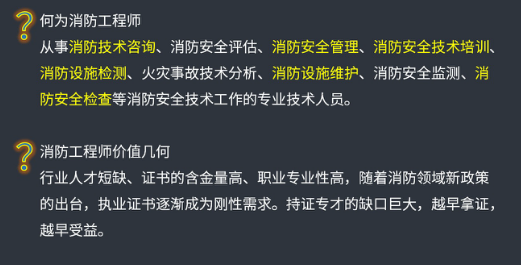 何为消防工程师
从事消防技术咨询、消防安全评估、消防安全管理、消防安全技术培训、
消防设施检测、火灾事故技术分析、消防设施维护、消防安全监测、消
防安全检查等消防安全技术工作的专业技术人员。
消防工程师价值几何
行业人才短缺、证书的含金量高、职业专业性高，随着消防领域新政策
的出台，执业证书逐渐成为刚性需求。持证专才的缺口巨大，越早拿证，
越早受益。